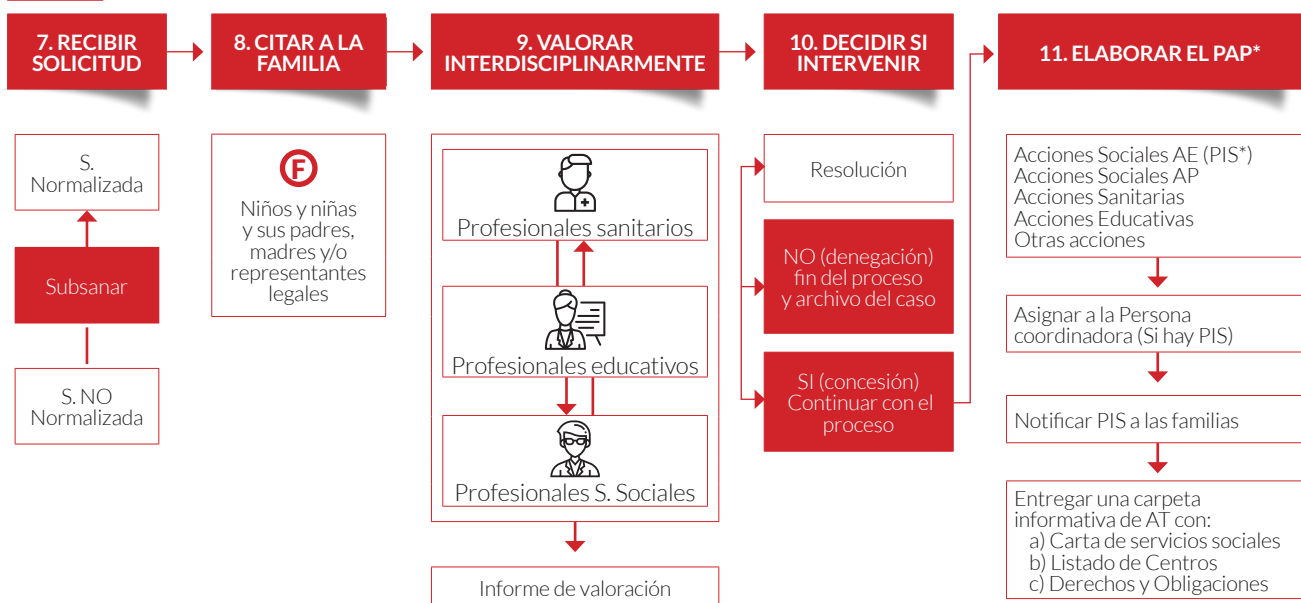 7. RECIBIR
SOLICITUD
8. CITAR A LA
FAMILIA
9. VALORAR
INTERDISCIPLINARMENTE
10. DECIDIR SI
INTERVENIR
11. ELABORAR EL PAP*
S.
Normalizada
Subsanar
S. NO
Normalizada
F
Niños y niñas
y sus padres,
madres y/o
representantes
legales
Profesionales sanitarios
Profesionales educativos
Profesionales S. Sociales
Informe de valoración
Resolución
NO (denegación)
fin del proceso
y archivo del caso
SI (concesión)
Continuar con el
proceso
Acciones Sociales AE (PIS*)
Acciones Sociales AP
Acciones Sanitarias
Acciones Educativas
Otras acciones
Asignar a la Persona
coordinadora (Si hay PIS)
Notificar PIS a las familias
Entregar una carpeta
informativa de AT con:
a) Carta de servicios sociales
b) Listado de Centros
c) Derechos y Obligaciones